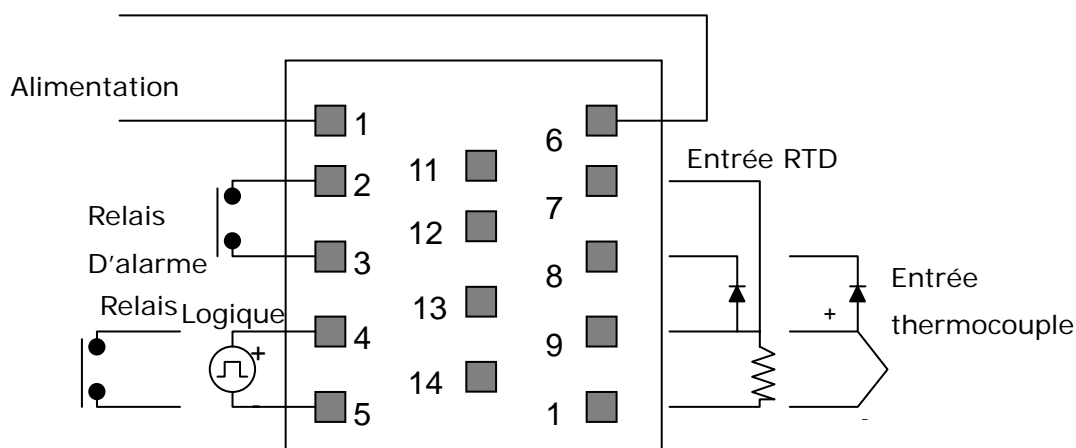 Alimentation
1
6
11
Entrée RTD
2
7
Relais
D'alarme
12
3
8
Entrée
thermocouple
Relais
Logique
13
+
4
9
+
14
5
1
-
-